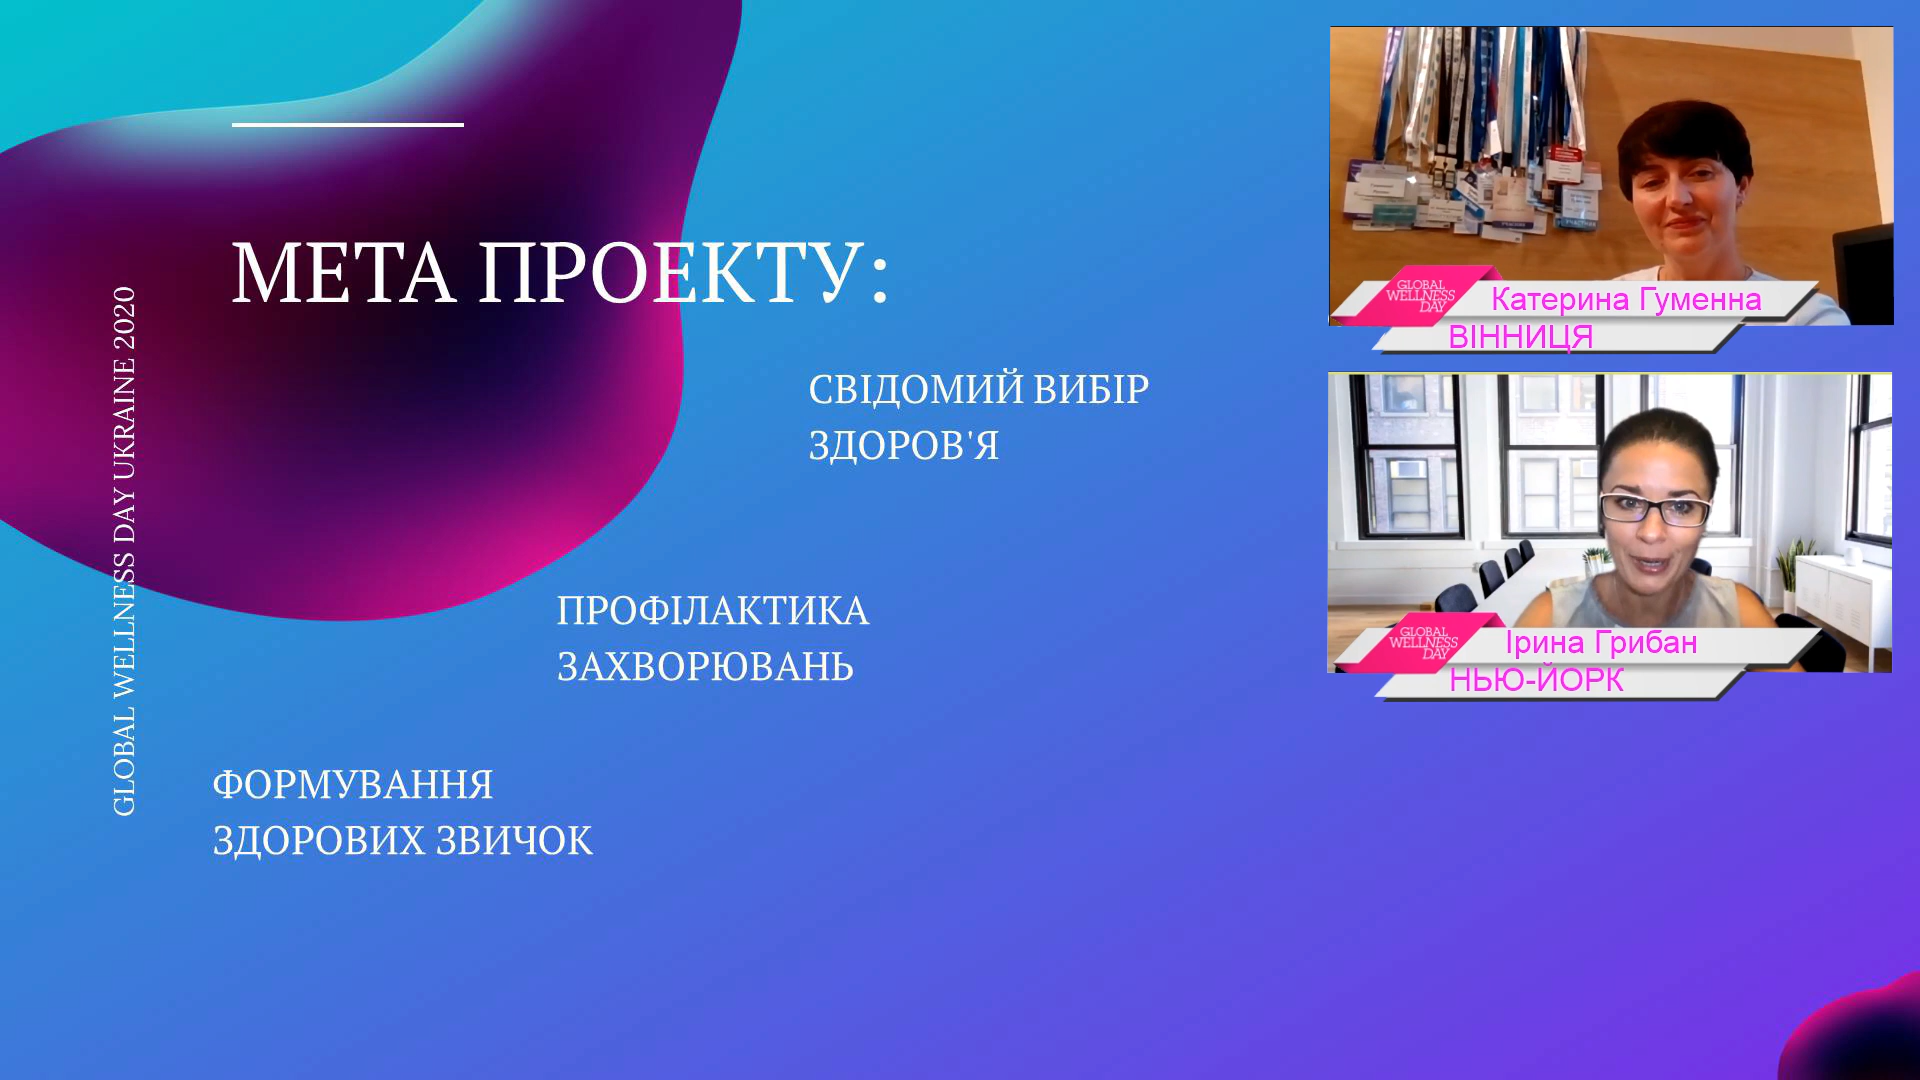 МЕТА ПРОЕКТУ:
СВІДОМИЙ ВИБІР
ЗДОРОВ'Я
ПРОФІЛАКТИКА
ЗАХВОРЮВАНЬ
ФОРМУВАННЯ
ЗДОРОВИХ ЗВИЧОК
GLOBAL WELLNESS DAY UKRAINE 2020
GLOBAL
WELLNESS
DAY
Катерина Гуменна
ВІННИЦЯ
GLOBAL
WELLNESS
DAY
Ірина Грибан
НЬЮ-ЙОРК